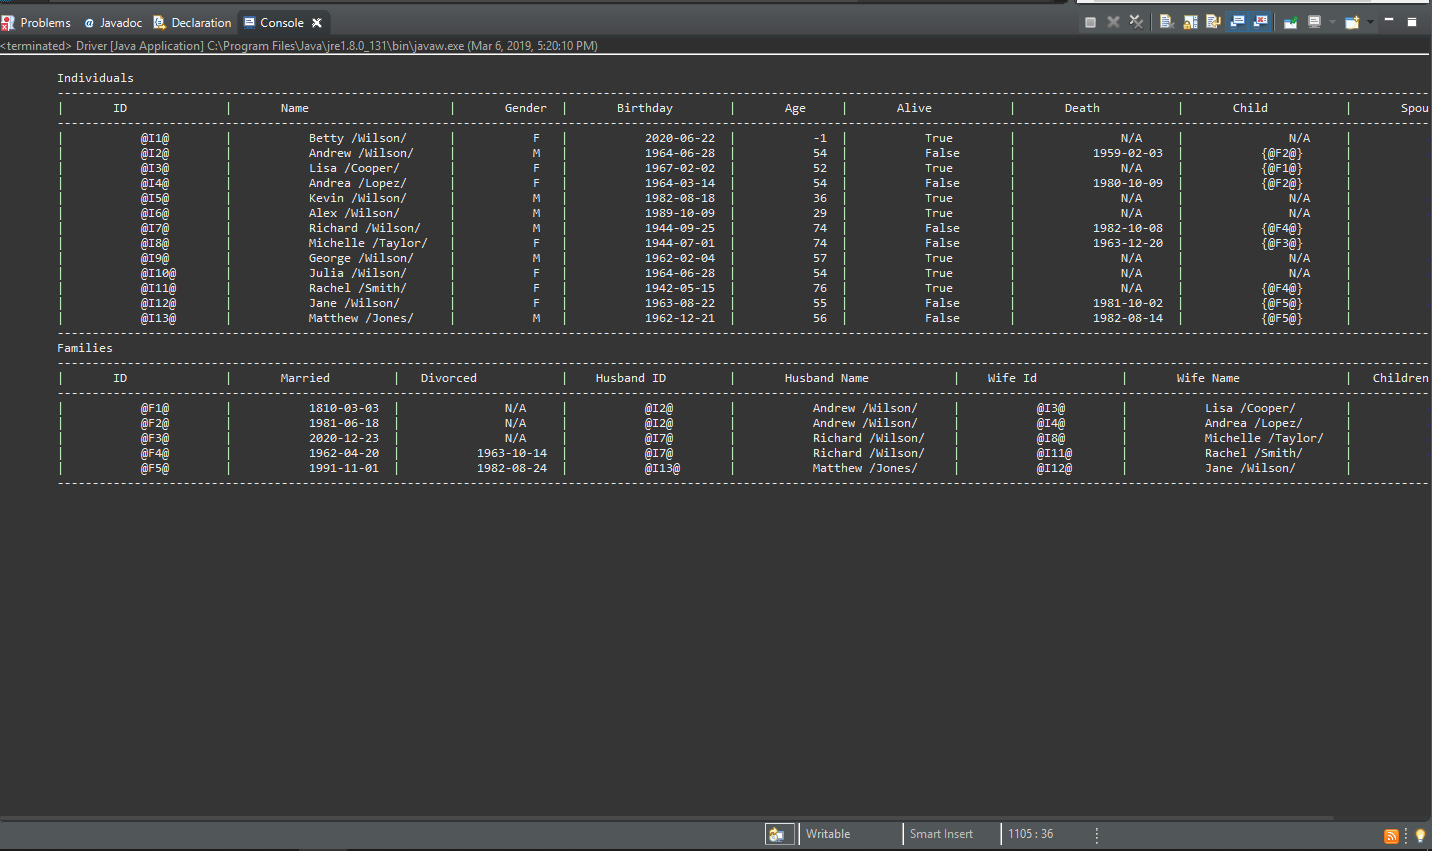 Problems @ Javadoc Declaration Console
<terminated> Driver [Java Application] C:\Program Files\Java\jre1.8.0_131\bin\javaw.exe (Mar 6, 2019, 5:20:10 PM)
Individuals
--------------------------------------------------------------------------------
| ID | Name | Gender | Birthday | Age | Alive | Death | Child | Spou
--------------------------------------------------------------------------------
| @I1@ | Betty /Wilson/ | F | 2020-06-22 | -1 | True | N/A | N/A |
| @I2@ | Andrew /Wilson/ | M | 1964-06-28 | 54 | False | 1959-02-03 | {@F2@} |
| @I3@ | Lisa /Cooper/ | F | 1967-02-02 | 52 | True | N/A | {@F1@} |
| @I4@ | Andrea /Lopez/ | F | 1964-03-14 | 54 | False | 1980-10-09 | {@F2@} |
| @I5@ | Kevin /Wilson/ | M | 1982-08-18 | 36 | True | N/A | N/A |
| @I6@ | Alex /Wilson/ | M | 1989-10-09 | 29 | True | N/A | N/A |
| @I7@ | Richard /Wilson/ | M | 1944-09-25 | 74 | False | 1982-10-08 | {@F4@} |
| @I8@ | Michelle /Taylor/ | F | 1944-07-01 | 74 | False | 1963-12-20 | {@F3@} |
| @I9@ | George /Wilson/ | M | 1962-02-04 | 57 | True | N/A | N/A |
| @I10@ | Julia /Wilson/ | F | 1964-06-28 | 54 | True | N/A | N/A |
| @I11@ | Rachel /Smith/ | F | 1942-05-15 | 76 | True | N/A | {@F4@} |
| @I12@ | Jane /Wilson/ | F | 1963-08-22 | 55 | False | 1981-10-02 | {@F5@} |
| @I13@ | Matthew /Jones/ | M | 1962-12-21 | 56 | False | 1982-08-14 | {@F5@} |
--------------------------------------------------------------------------------
Families
--------------------------------------------------------------------------------
| ID | Married | Divorced | Husband ID | Husband Name | Wife Id | Wife Name | Children
--------------------------------------------------------------------------------
| @F1@ | 1810-03-03 | N/A | @I2@ | Andrew /Wilson/ | @I3@ | Lisa /Cooper/ |
| @F2@ | 1981-06-18 | N/A | @I2@ | Andrew /Wilson/ | @I4@ | Andrea /Lopez/ |
| @F3@ | 2020-12-23 | N/A | @I7@ | Richard /Wilson/ | @I8@ | Michelle /Taylor/ |
| @F4@ | 1962-04-20 | 1963-10-14 | @I7@ | Richard /Wilson/ | @I11@ | Rachel /Smith/ |
| @F5@ | 1991-11-01 | 1982-08-24 | @I13@ | Matthew /Jones/ | @I12@ | Jane /Wilson/ |
--------------------------------------------------------------------------------
Writable Smart Insert 1105 : 36